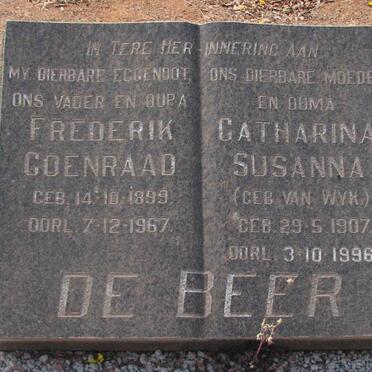 IN TERE HERINNERING AAN
MY DIERBARE EGGENOOT,
ONS VADER EN OUPA
FREDERIK
COENRAAD
GEB. 14·10·1899.
OORL. 7-12-1967.
ONS DIERBARE MOEDE
EN OUMA
CATHARINA
SUSANNA
(GEB VAN WYK.)
GEB. 29·5·1907
OORL. 3·10·1996
DE BEER